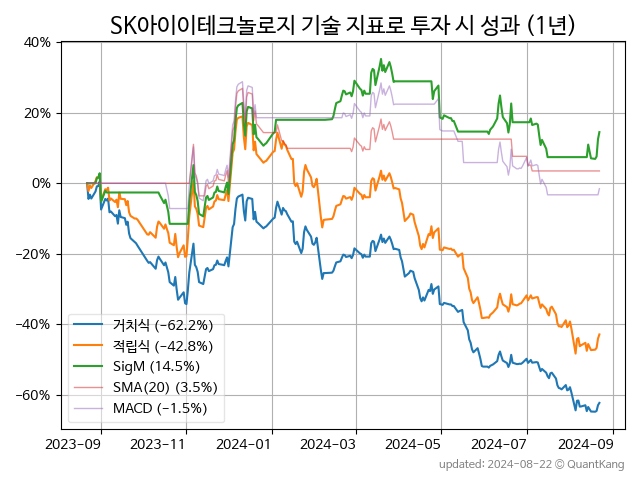 SK아이이테크놀로지 기술 지표로 투자 시 성과 (1년)
40%
20%
0%
−20%
−40%
−60%
거치식 (−62.2%)
적립식 (−42.8%)
SigM (14.5%)
SMA(20) (3.5%)
MACD (−1.5%)
2023-09 2023-11 2024-01 2024-03 2024-05 2024-07 2024-09
updated: 2024-08-22 © QuantKang